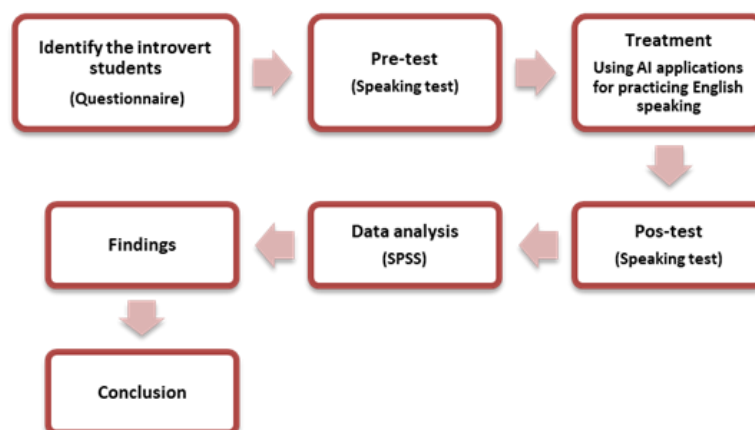 Identify the introvert
students
(Questionnaire)
Pre-test
(Speaking test)
Treatment
Using AI applications
for practicing English
speaking
Pos-test
(Speaking test)
Data analysis
(SPSS)
Findings
Conclusion